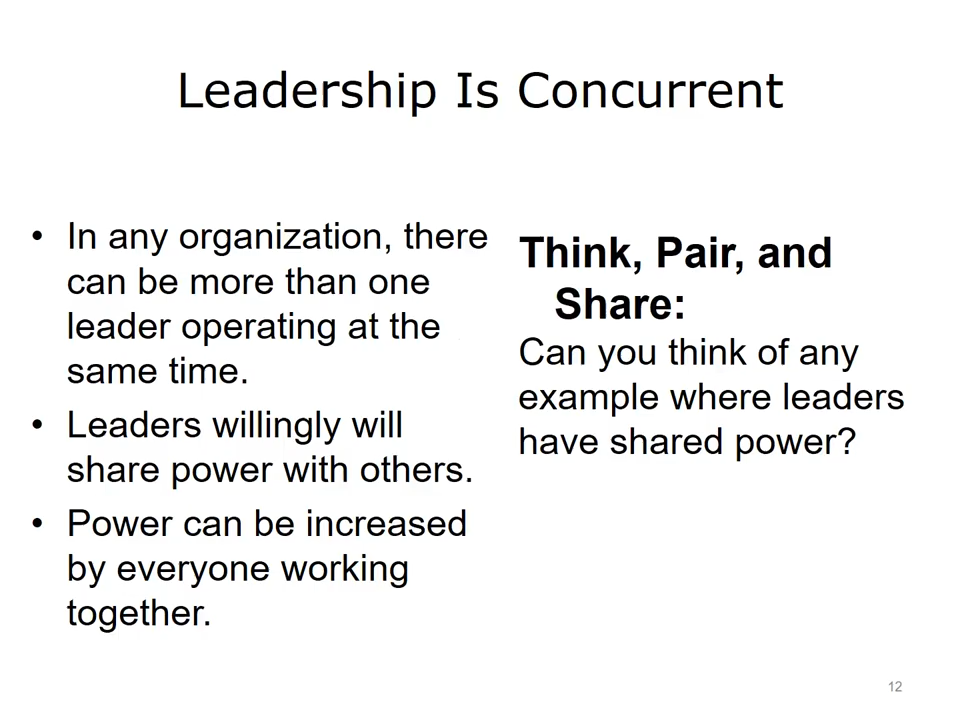 Leadership Is Concurrent
• In any organization, there
can be more than one
leader operating at the
same time.
• Leaders willingly will
share power with others.
• Power can be increased
by everyone working
together.
Think, Pair, and
Share:
Can you think of any
example where leaders
have shared power?
12